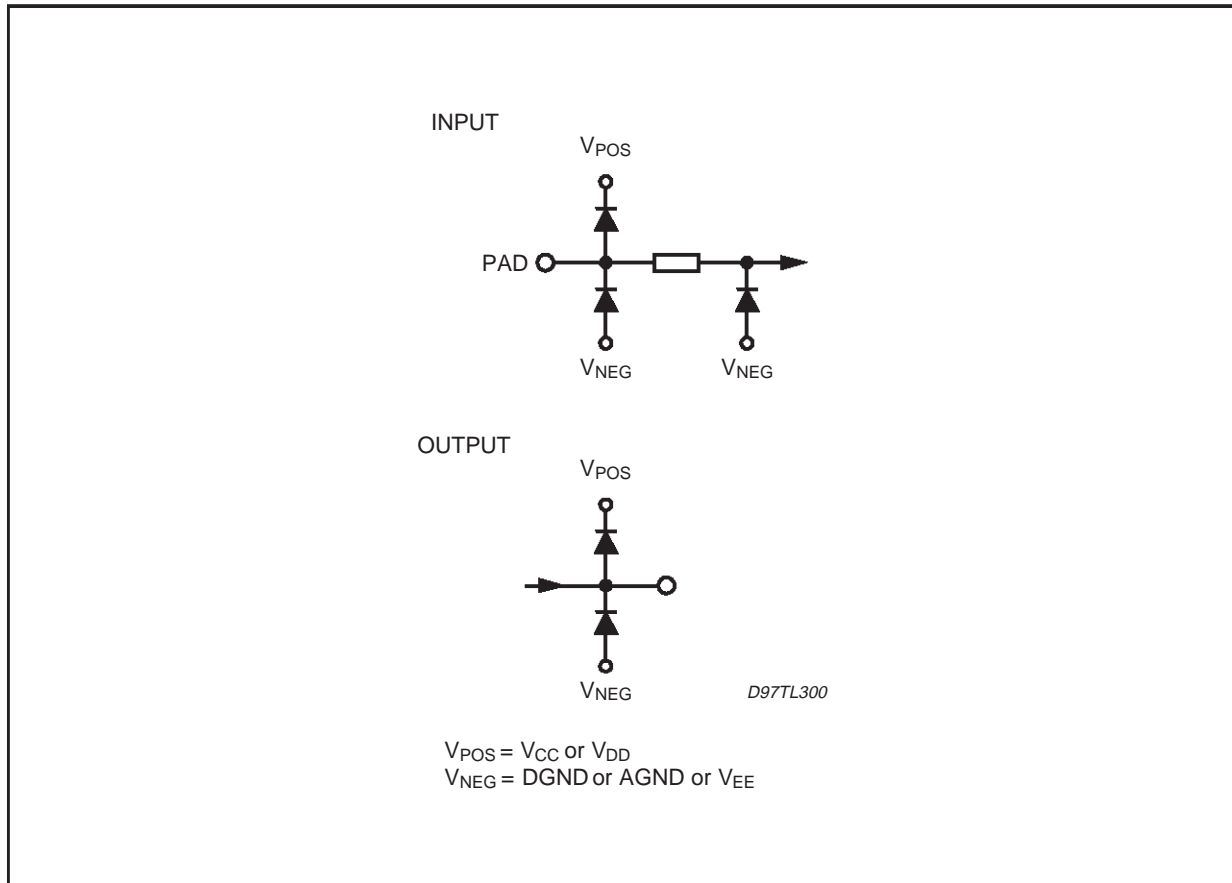 INPUT
VPOS
PAD
VNEG VNEG
OUTPUT
VPOS
VNEG
D97TL300
VPOS = VCC or VDD
VNEG = DGND or AGND or VEE